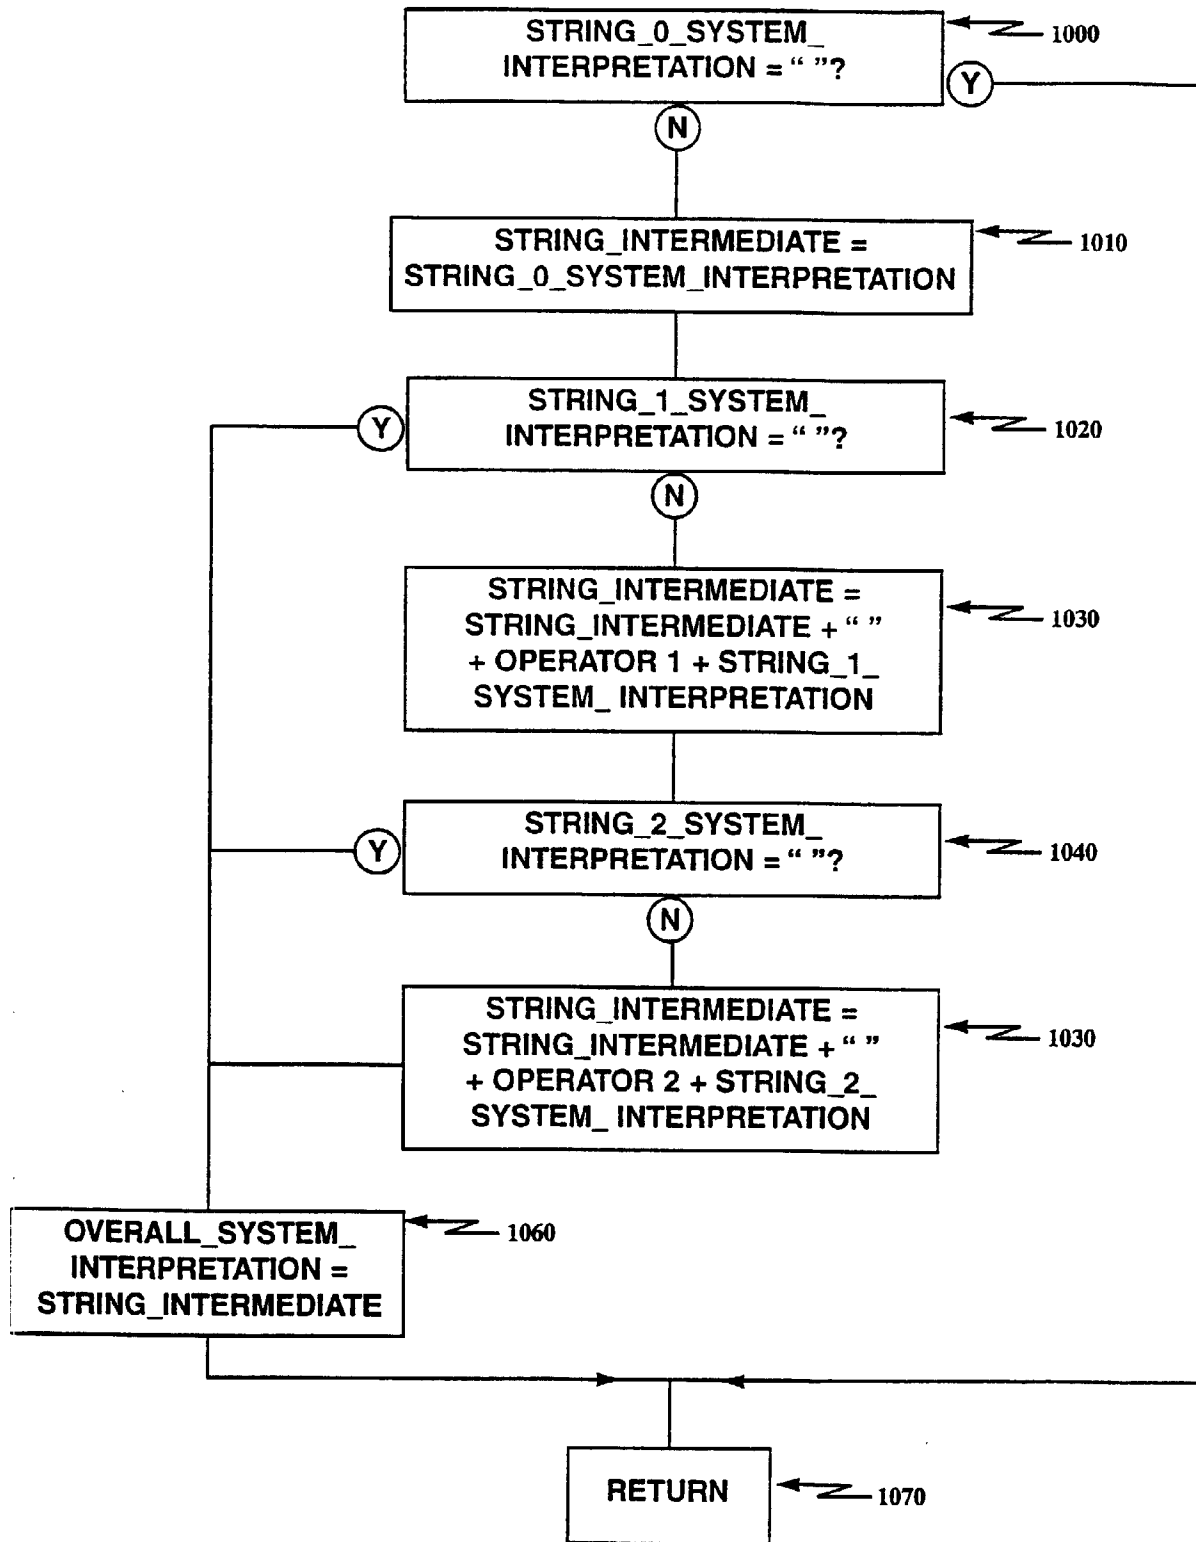 STRING_0_SYSTEM_
INTERPRETATION = “ ”?
1000
Y
N
STRING_INTERMEDIATE =
STRING_0_SYSTEM_INTERPRETATION
1010
STRING_1_SYSTEM_
INTERPRETATION = “ ”?
1020
Y
N
STRING_INTERMEDIATE =
STRING_INTERMEDIATE + “ ”
+ OPERATOR 1 + STRING_1_
SYSTEM_ INTERPRETATION
1030
STRING_2_SYSTEM_
INTERPRETATION = “ ”?
1040
Y
N
STRING_INTERMEDIATE =
STRING_INTERMEDIATE + “ ”
+ OPERATOR 2 + STRING_2_
SYSTEM_ INTERPRETATION
1030
OVERALL_SYSTEM_
INTERPRETATION =
STRING_INTERMEDIATE
1060
RETURN
1070